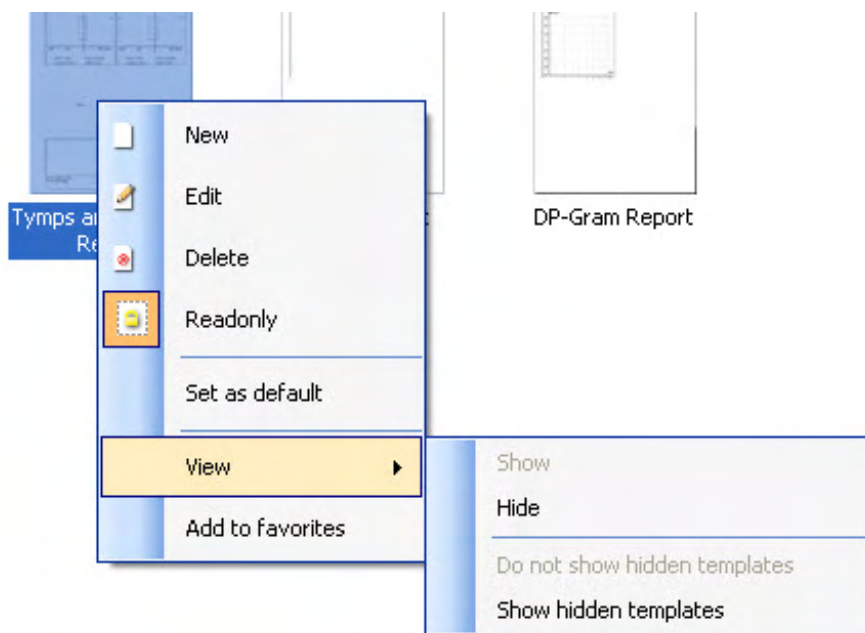 Tymps a
Re
DP-Gram Report
New
Edit
Delete
Readonly
Set as default
View
Add to favorites
Show
Hide
Do not show hidden templates
Show hidden templates